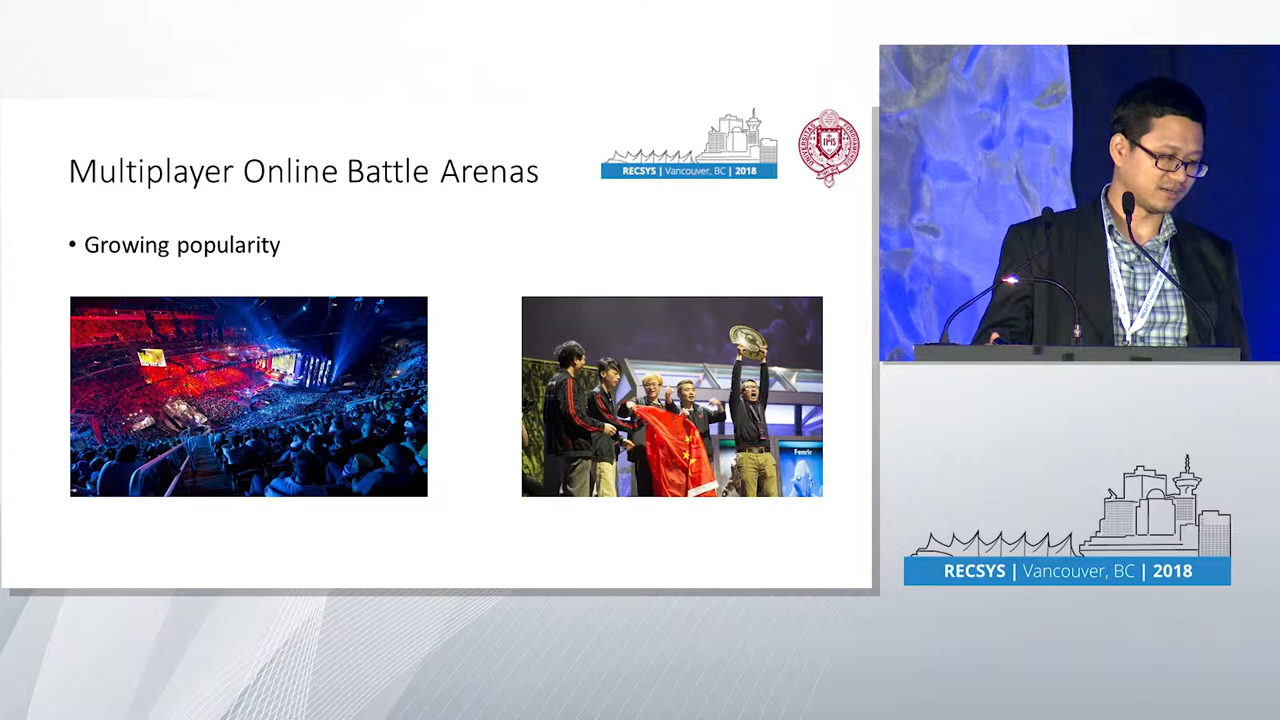 Multiplayer Online Battle Arenas
RECSYS | Vancouver, BC | 2018
• Growing popularity
Fenrir
RECSYS | Vancouver, BC | 2018